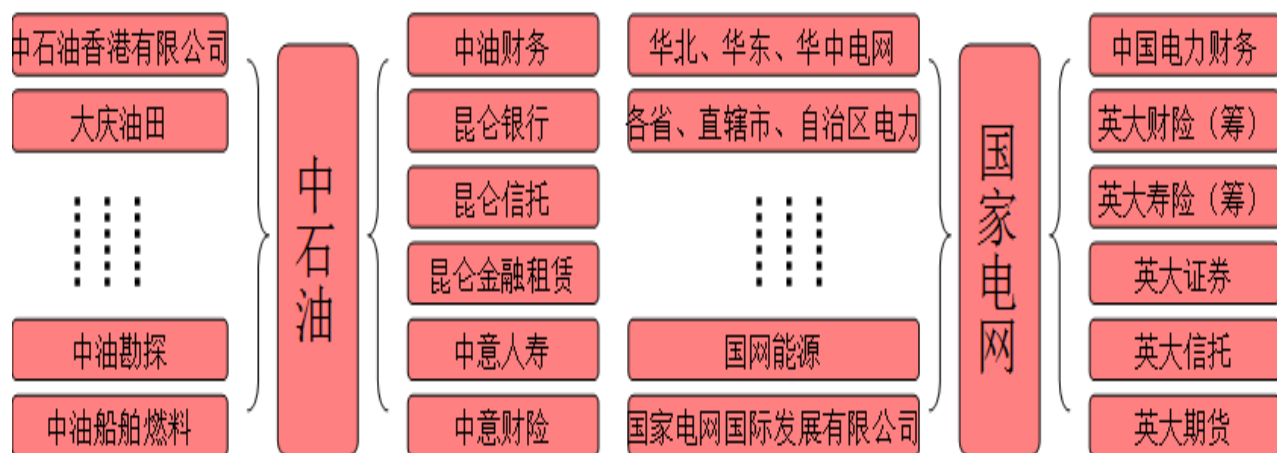 中石油香港有限公司
大庆油田
中油勘探
中油船舶燃料
中石油
中油财务
昆仑银行
昆仑信托
昆仑金融租赁
中意人寿
中意财险
华北、华东、华中电网
各省、直辖市、自治区电力
国网能源
国家电网国际发展有限公司
国家电网
中国电力财务
英大财险（筹）
英大寿险（筹）
英大证券
英大信托
英大期货